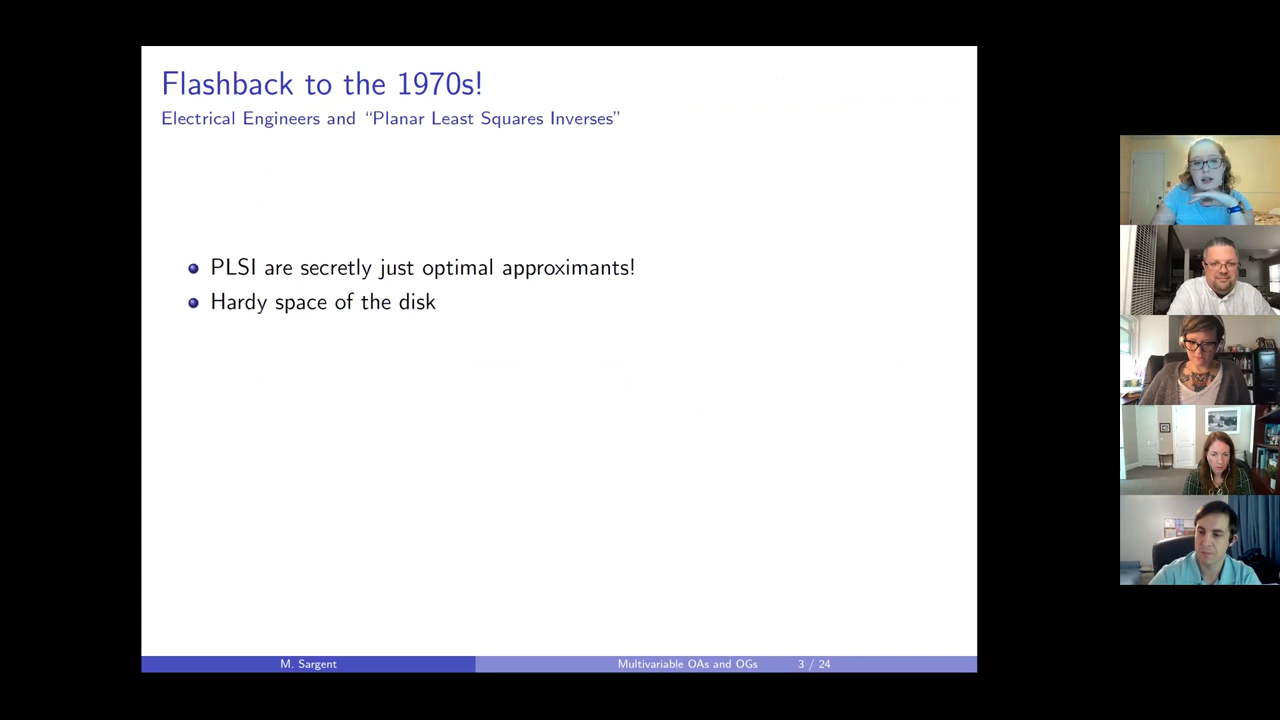 Flashback to the 1970s!
Electrical Engineers and “Planar Least Squares Inverses”
PLSI are secretly just optimal approximants!
Hardy space of the disk
M. Sargent
Multivariable OAs and OGs
3 / 24